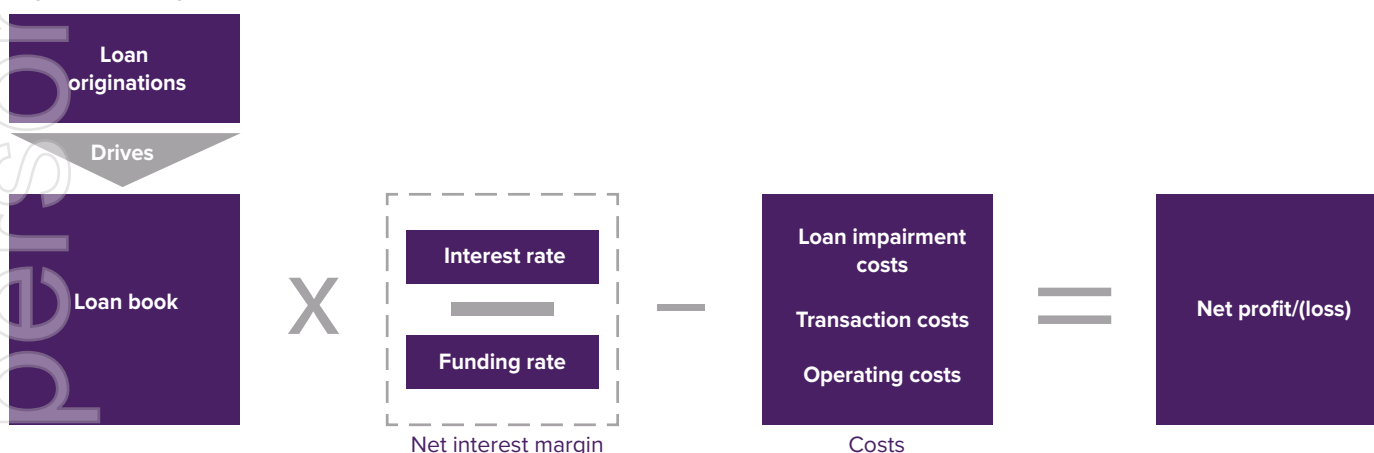 Loan
originations
Drives
Loan book
X
Interest rate
Funding rate
Net interest margin
Loan impairment
costs
Transaction costs
Operating costs
Costs
Net profit/(loss)